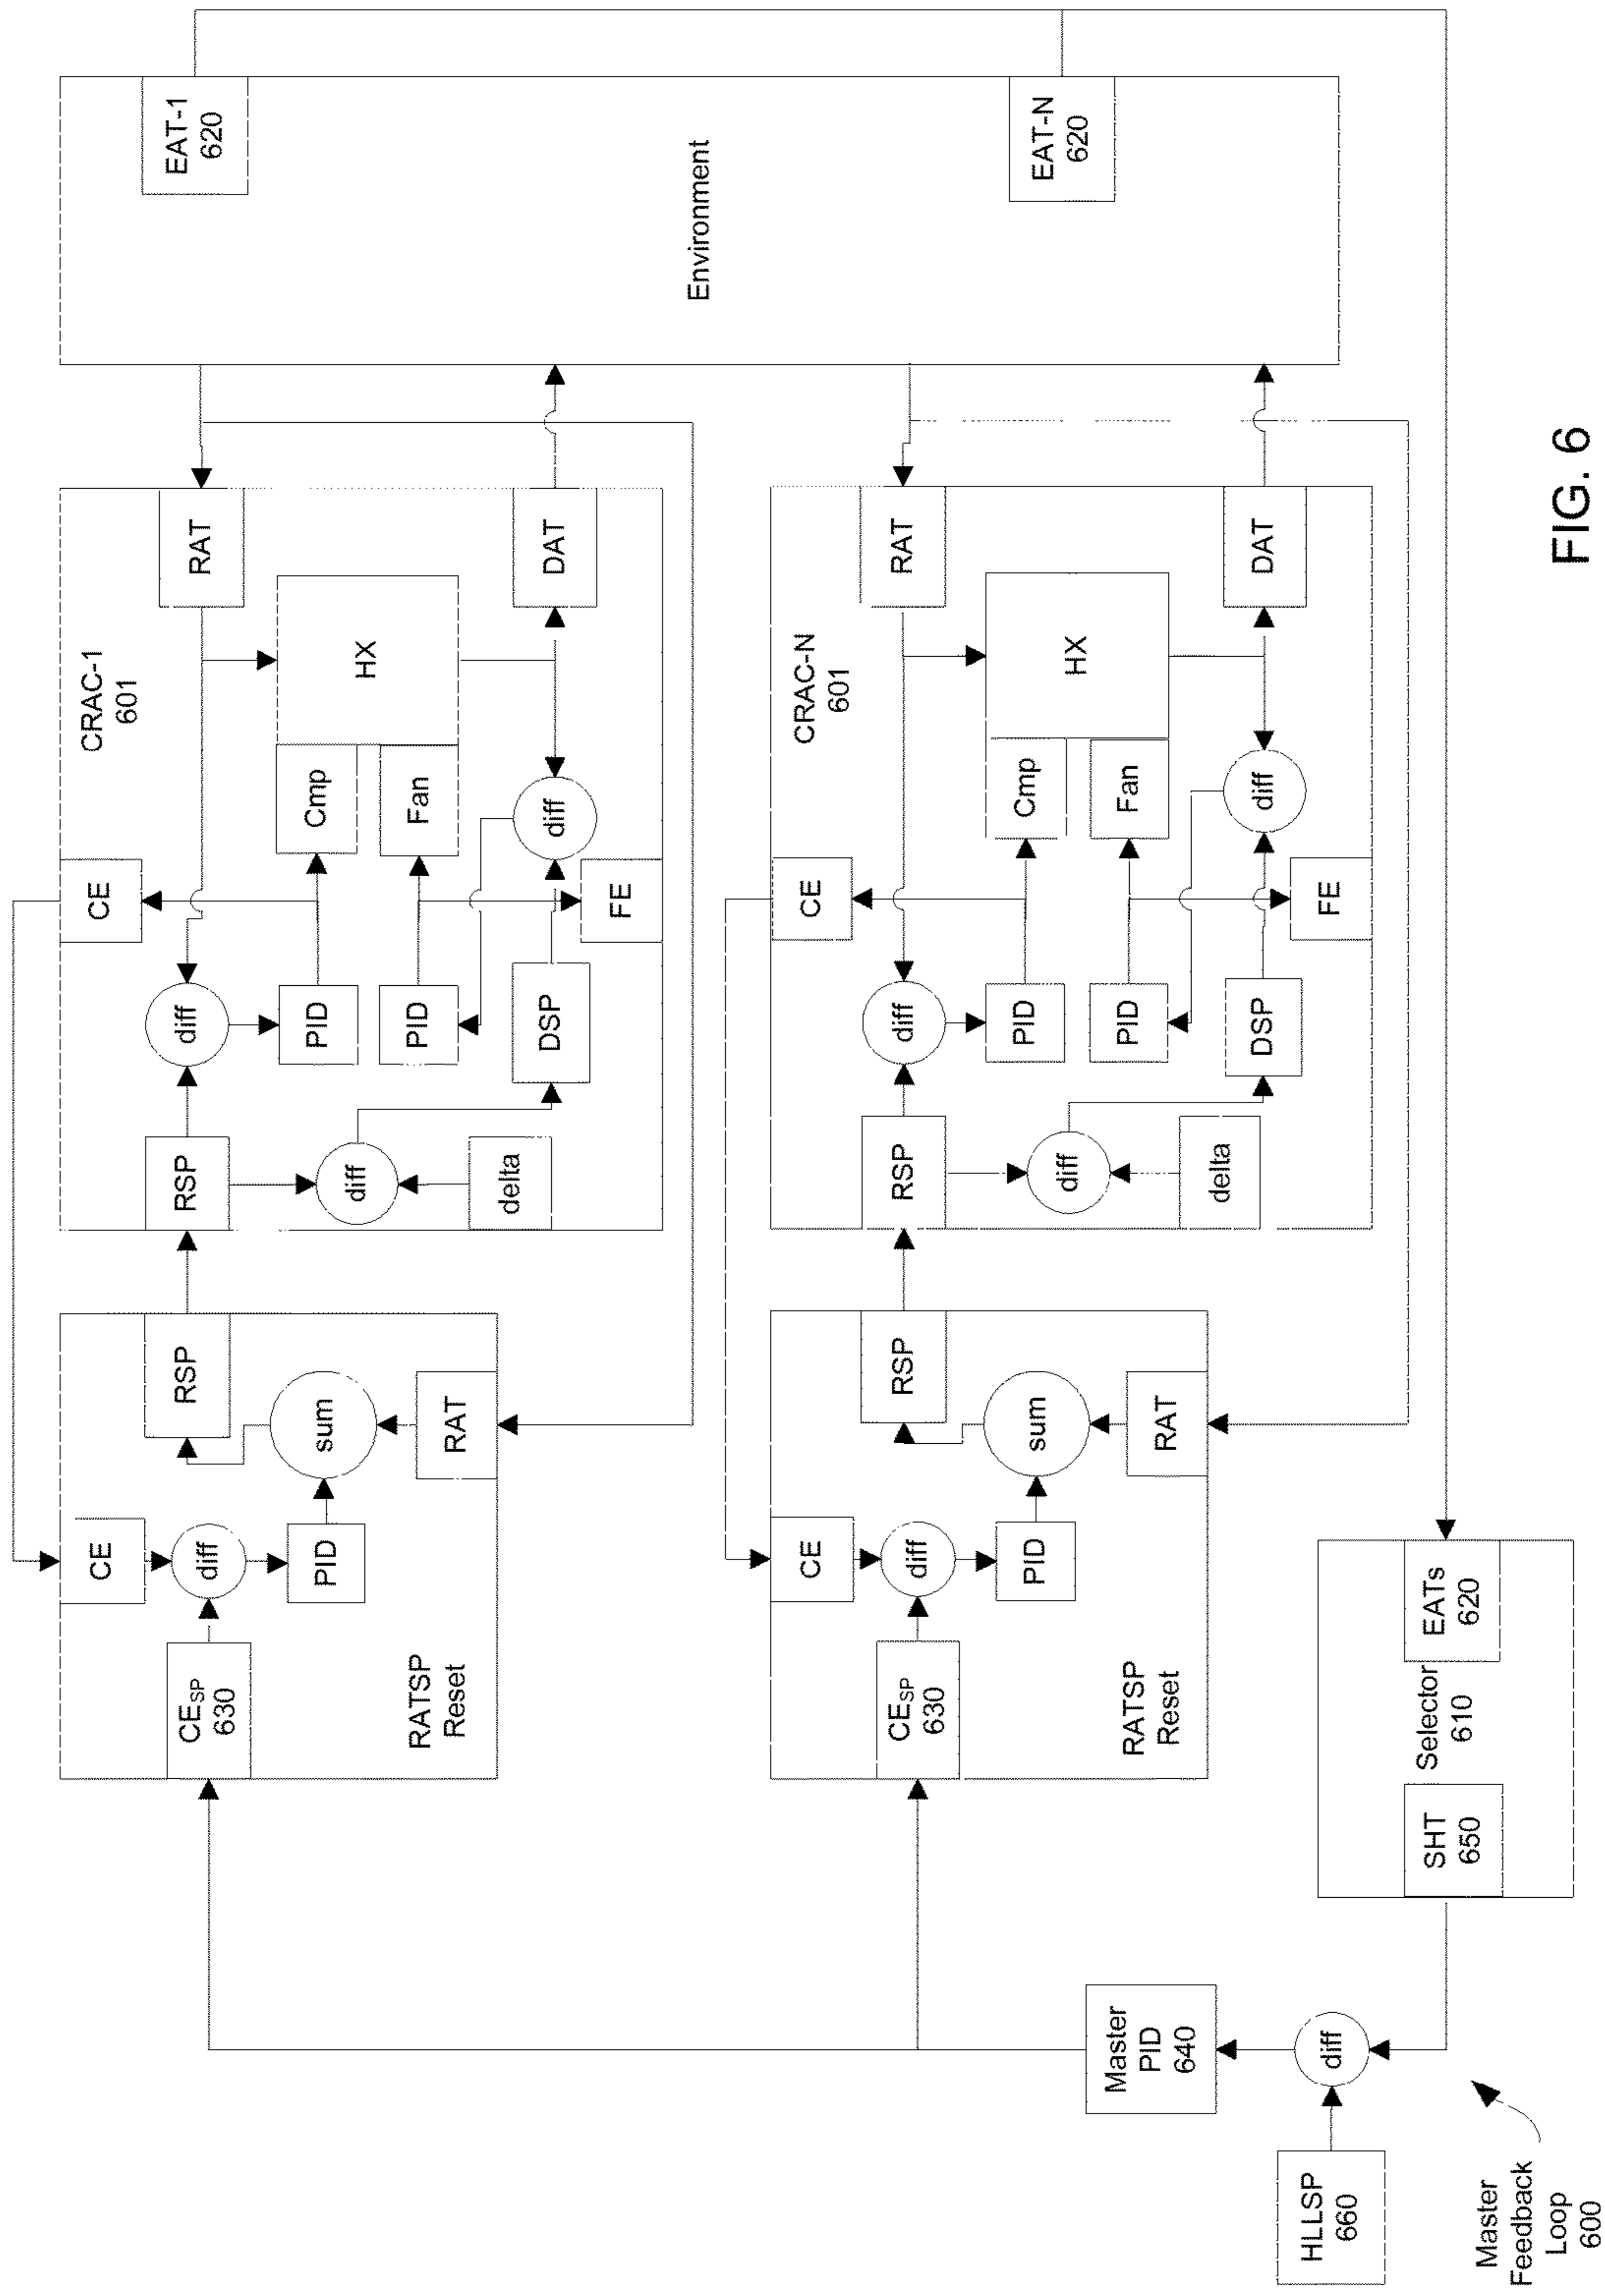 Master
Feedback
Loop
600
HLLSP
660
diff
Master
PID
640
SHT
650
Selector
610
EATs
620
RATSP
Reset
CE_SP
630
CE
diff
PID
sum
RAT
RSP
CRAC-1
601
RSP
diff
delta
diff
PID
PID
DSP
CE
FE
Cmp
Fan
diff
HX
RAT
DAT
RATSP
Reset
CE_SP
630
CE
diff
PID
sum
RAT
RSP
CRAC-N
601
RSP
diff
delta
diff
PID
PID
DSP
CE
FE
Cmp
Fan
diff
HX
RAT
DAT
Environment
EAT-1
620
EAT-N
620
FIG. 6